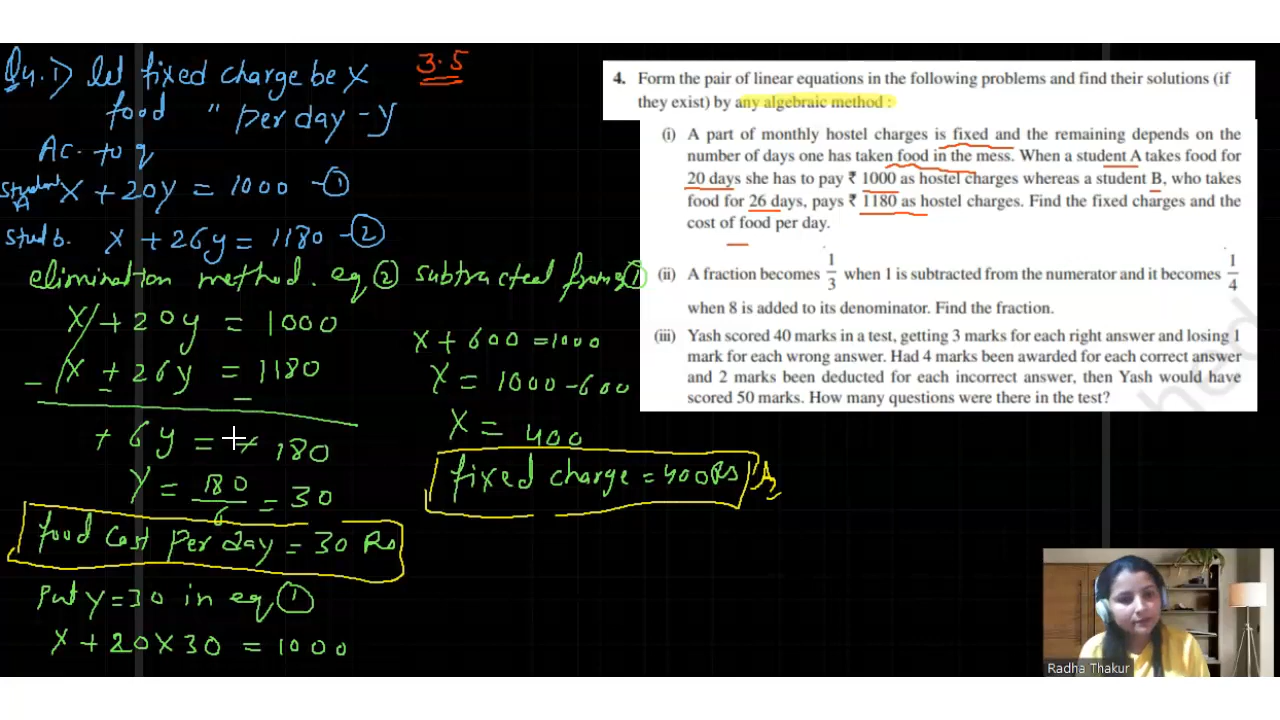 Q4. 1) let fixed charge be x
3.5
food " per day - y
Ac. to q
Student A x + 20y = 1000 - ①
Stud b. x + 26y = 1180 - ②
elimination method. eq ② subtracted from eq ①
x + 20y = 1000
- x + 26y = 1180
- -
+ 6y = + 180
y = 180/6 = 30
food cost per day = 30 Rs
put y = 30 in eq ①
x + 20 x 30 = 1000
x + 600 = 1000
x = 1000 - 600
x = 400
fixed charge = 400 Rs
4. Form the pair of linear equations in the following problems and find their solutions (if
they exist) by any algebraic method :
(i) A part of monthly hostel charges is fixed and the remaining depends on the
number of days one has taken food in the mess. When a student A takes food for
20 days she has to pay ₹ 1000 as hostel charges whereas a student B, who takes
food for 26 days, pays ₹ 1180 as hostel charges. Find the fixed charges and the
cost of food per day.
(ii) A fraction becomes 1/3 when 1 is subtracted from the numerator and it becomes 1/4
when 8 is added to its denominator. Find the fraction.
(iii) Yash scored 40 marks in a test, getting 3 marks for each right answer and losing 1
mark for each wrong answer. Had 4 marks been awarded for each correct answer
and 2 marks been deducted for each incorrect answer, then Yash would have
scored 50 marks. How many questions were there in the test?
Radha Thakur